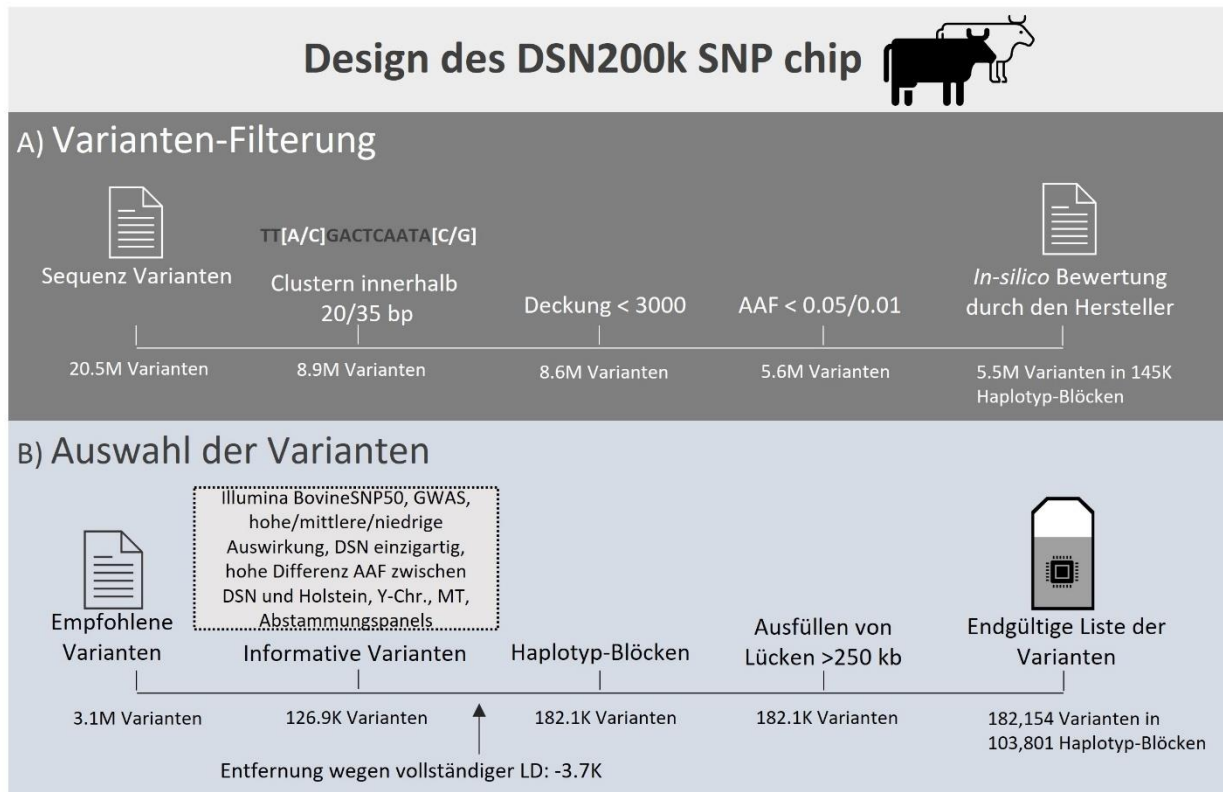 Design des DSN200k SNP chip
A) Varianten-Filterung
TT[A/C]GACTCAATA[C/G]
Sequenz Varianten
Clustern innerhalb
20/35 bp
Deckung < 3000
AAF < 0.05/0.01
In-silico Bewertung
durch den Hersteller
20.5M Varianten
8.9M Varianten
8.6M Varianten
5.6M Varianten
5.5M Varianten in 145K
Haplotyp-Blöcken
B) Auswahl der Varianten
Illumina BovineSNP50, GWAS,
hohe/mittlere/niedrige
Auswirkung, DSN einzigartig,
hohe Differenz AAF zwischen
DSN und Holstein, Y-Chr., MT,
Abstammungspanels
Empfohlene
Varianten
Informative Varianten
Haplotyp-Blöcken
Ausfüllen von
Lücken >250 kb
Endgültige Liste der
Varianten
3.1M Varianten
126.9K Varianten
182.1K Varianten
182.1K Varianten
182,154 Varianten in
103,801 Haplotyp-Blöcken
Entfernung wegen vollständiger LD: -3.7K